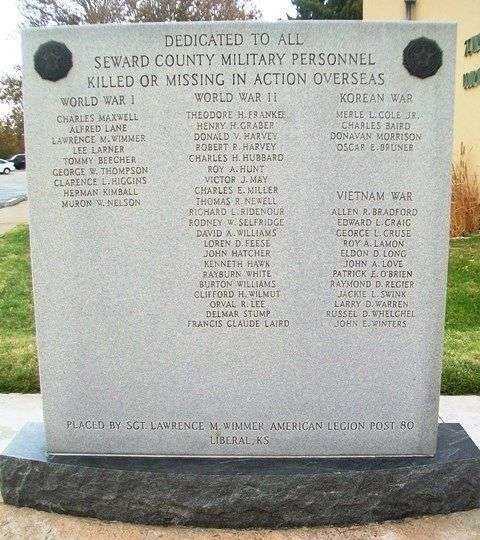 DEDICATED TO ALL
SEWARD COUNTY MILITARY PERSONNEL
KILLED OR MISSING IN ACTION OVERSEAS
WORLD WAR I
CHARLES MAXWELL
ALFRED LANE
LAWRENCE M. WIMMER
LEE LARNER
TOMMY BEECHER
GEORGE W. THOMPSON
CLARENCE L. HIGGINS
HERMAN KIMBALL
MURON W. NELSON
WORLD WAR II
THEODORE H. FRANKE
HENRY H. GRABER
DONALD V. HARVEY
ROBERT R. HARVEY
CHARLES H. HUBBARD
ROY A. HUNT
VICTOR J. MAY
CHARLES E. MILLER
THOMAS R. NEWELL
RICHARD L. RIDENOUR
RODNEY W. SELFRIDGE
DAVID A. WILLIAMS
LOREN D. FEESE
JOHN HATCHER
KENNETH HAWK
RAYBURN WHITE
BURTON WILLIAMS
CLIFFORD H. WILMUT
ORVAL R. LEE
DELMAR STUMP
FRANCIS CLAUDE LAIRD
KOREAN WAR
MERLE L. COLE JR.
CHARLES BAIRD
DONAVAN MORRISON
OSCAR E. BRUNER
VIETNAM WAR
ALLEN R. BRADFORD
EDWARD L. CRAIG
GEORGE L. CRUSE
ROY A. LAMON
ELDON D. LONG
JOHN A. LOVE
PATRICK E. O'BRIEN
RAYMOND D. REGIER
JACKIE L. SWINK
LARRY D. WARREN
RUSSEL D. WHELCHEL
JOHN E. WINTERS
PLACED BY SGT. LAWRENCE M. WIMMER AMERICAN LEGION POST 80
LIBERAL, KS